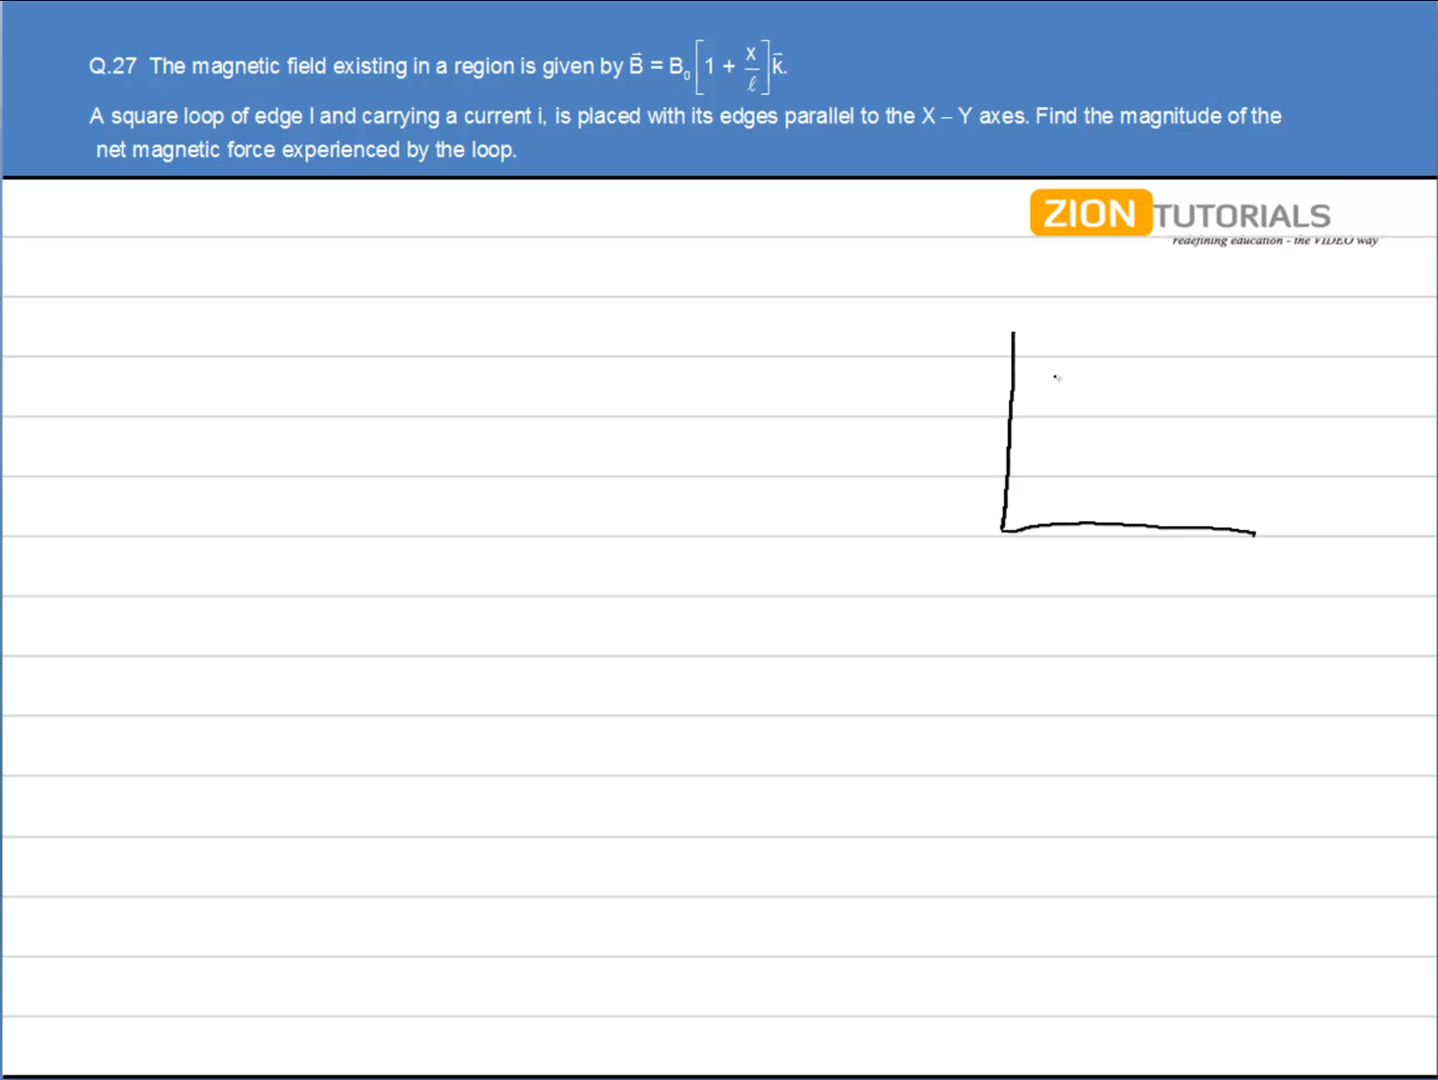 Q.27 The magnetic field existing in a region is given by B⃗ = B₀[1 + x/ℓ]k⃗.
A square loop of edge l and carrying a current i, is placed with its edges parallel to the X – Y axes. Find the magnitude of the
net magnetic force experienced by the loop.
ZION TUTORIALS
redefining education - the VIDEO way